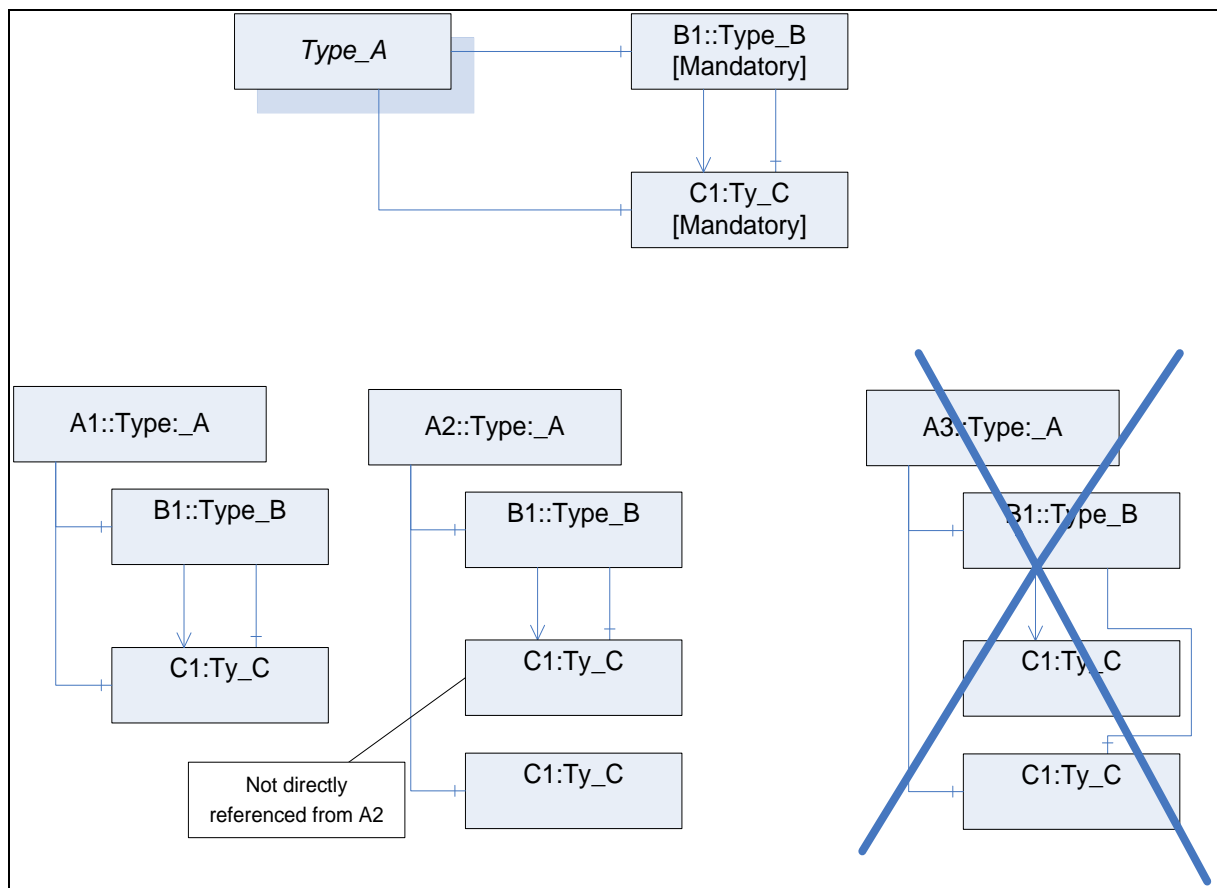 Type_A
B1::Type_B
[Mandatory]
C1:Ty_C
[Mandatory]
A1::Type:_A
B1::Type_B
C1:Ty_C
A2::Type:_A
B1::Type_B
C1:Ty_C
Not directly
referenced from A2
C1:Ty_C
A3::Type:_A
B1::Type_B
C1:Ty_C
C1:Ty_C